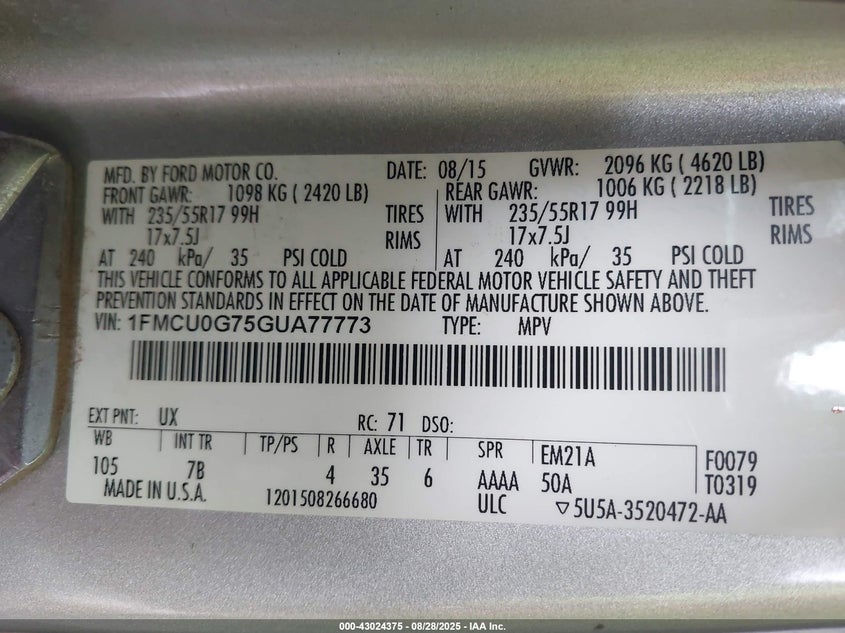 MFD. BY FORD MOTOR CO. DATE: 08/15 GVWR: 2096 KG ( 4620 LB)
FRONT GAWR: 1098 KG ( 2420 LB) REAR GAWR: 1006 KG ( 2218 LB)
WITH 235/55R17 99H TIRES WITH 235/55R17 99H TIRES
17x7.5J RIMS 17x7.5J RIMS
AT 240 kPa/ 35 PSI COLD AT 240 kPa/ 35 PSI COLD
THIS VEHICLE CONFORMS TO ALL APPLICABLE FEDERAL MOTOR VEHICLE SAFETY AND THEFT
PREVENTION STANDARDS IN EFFECT ON THE DATE OF MANUFACTURE SHOWN ABOVE.
VIN: 1FMCU0G75GUA77773 TYPE: MPV
EXT PNT: UX RC: 71 DSO:
WB INT TR TP/PS R AXLE TR SPR EM21A F0079
105 7B 4 35 6 AAAA 50A T0319
MADE IN U.S.A. 1201508266680 ULC ▽5U5A-3520472-AA
000-43024375 - 08/28/2025 - IAA Inc.